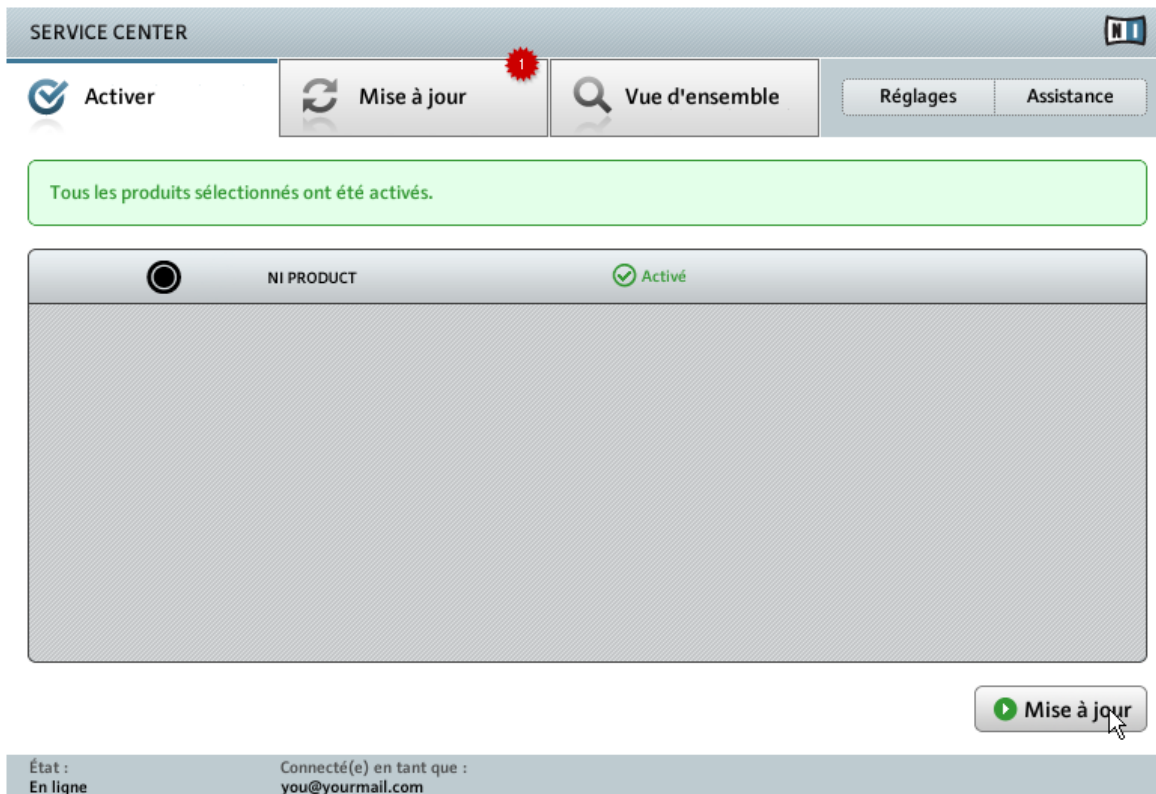 SERVICE CENTER
NI
Activer
Mise à jour
1
Vue d'ensemble
Réglages
Assistance
Tous les produits sélectionnés ont été activés.
NI PRODUCT
Activé
Mise à jour
État :
En ligne
Connecté(e) en tant que :
you@yourmail.com